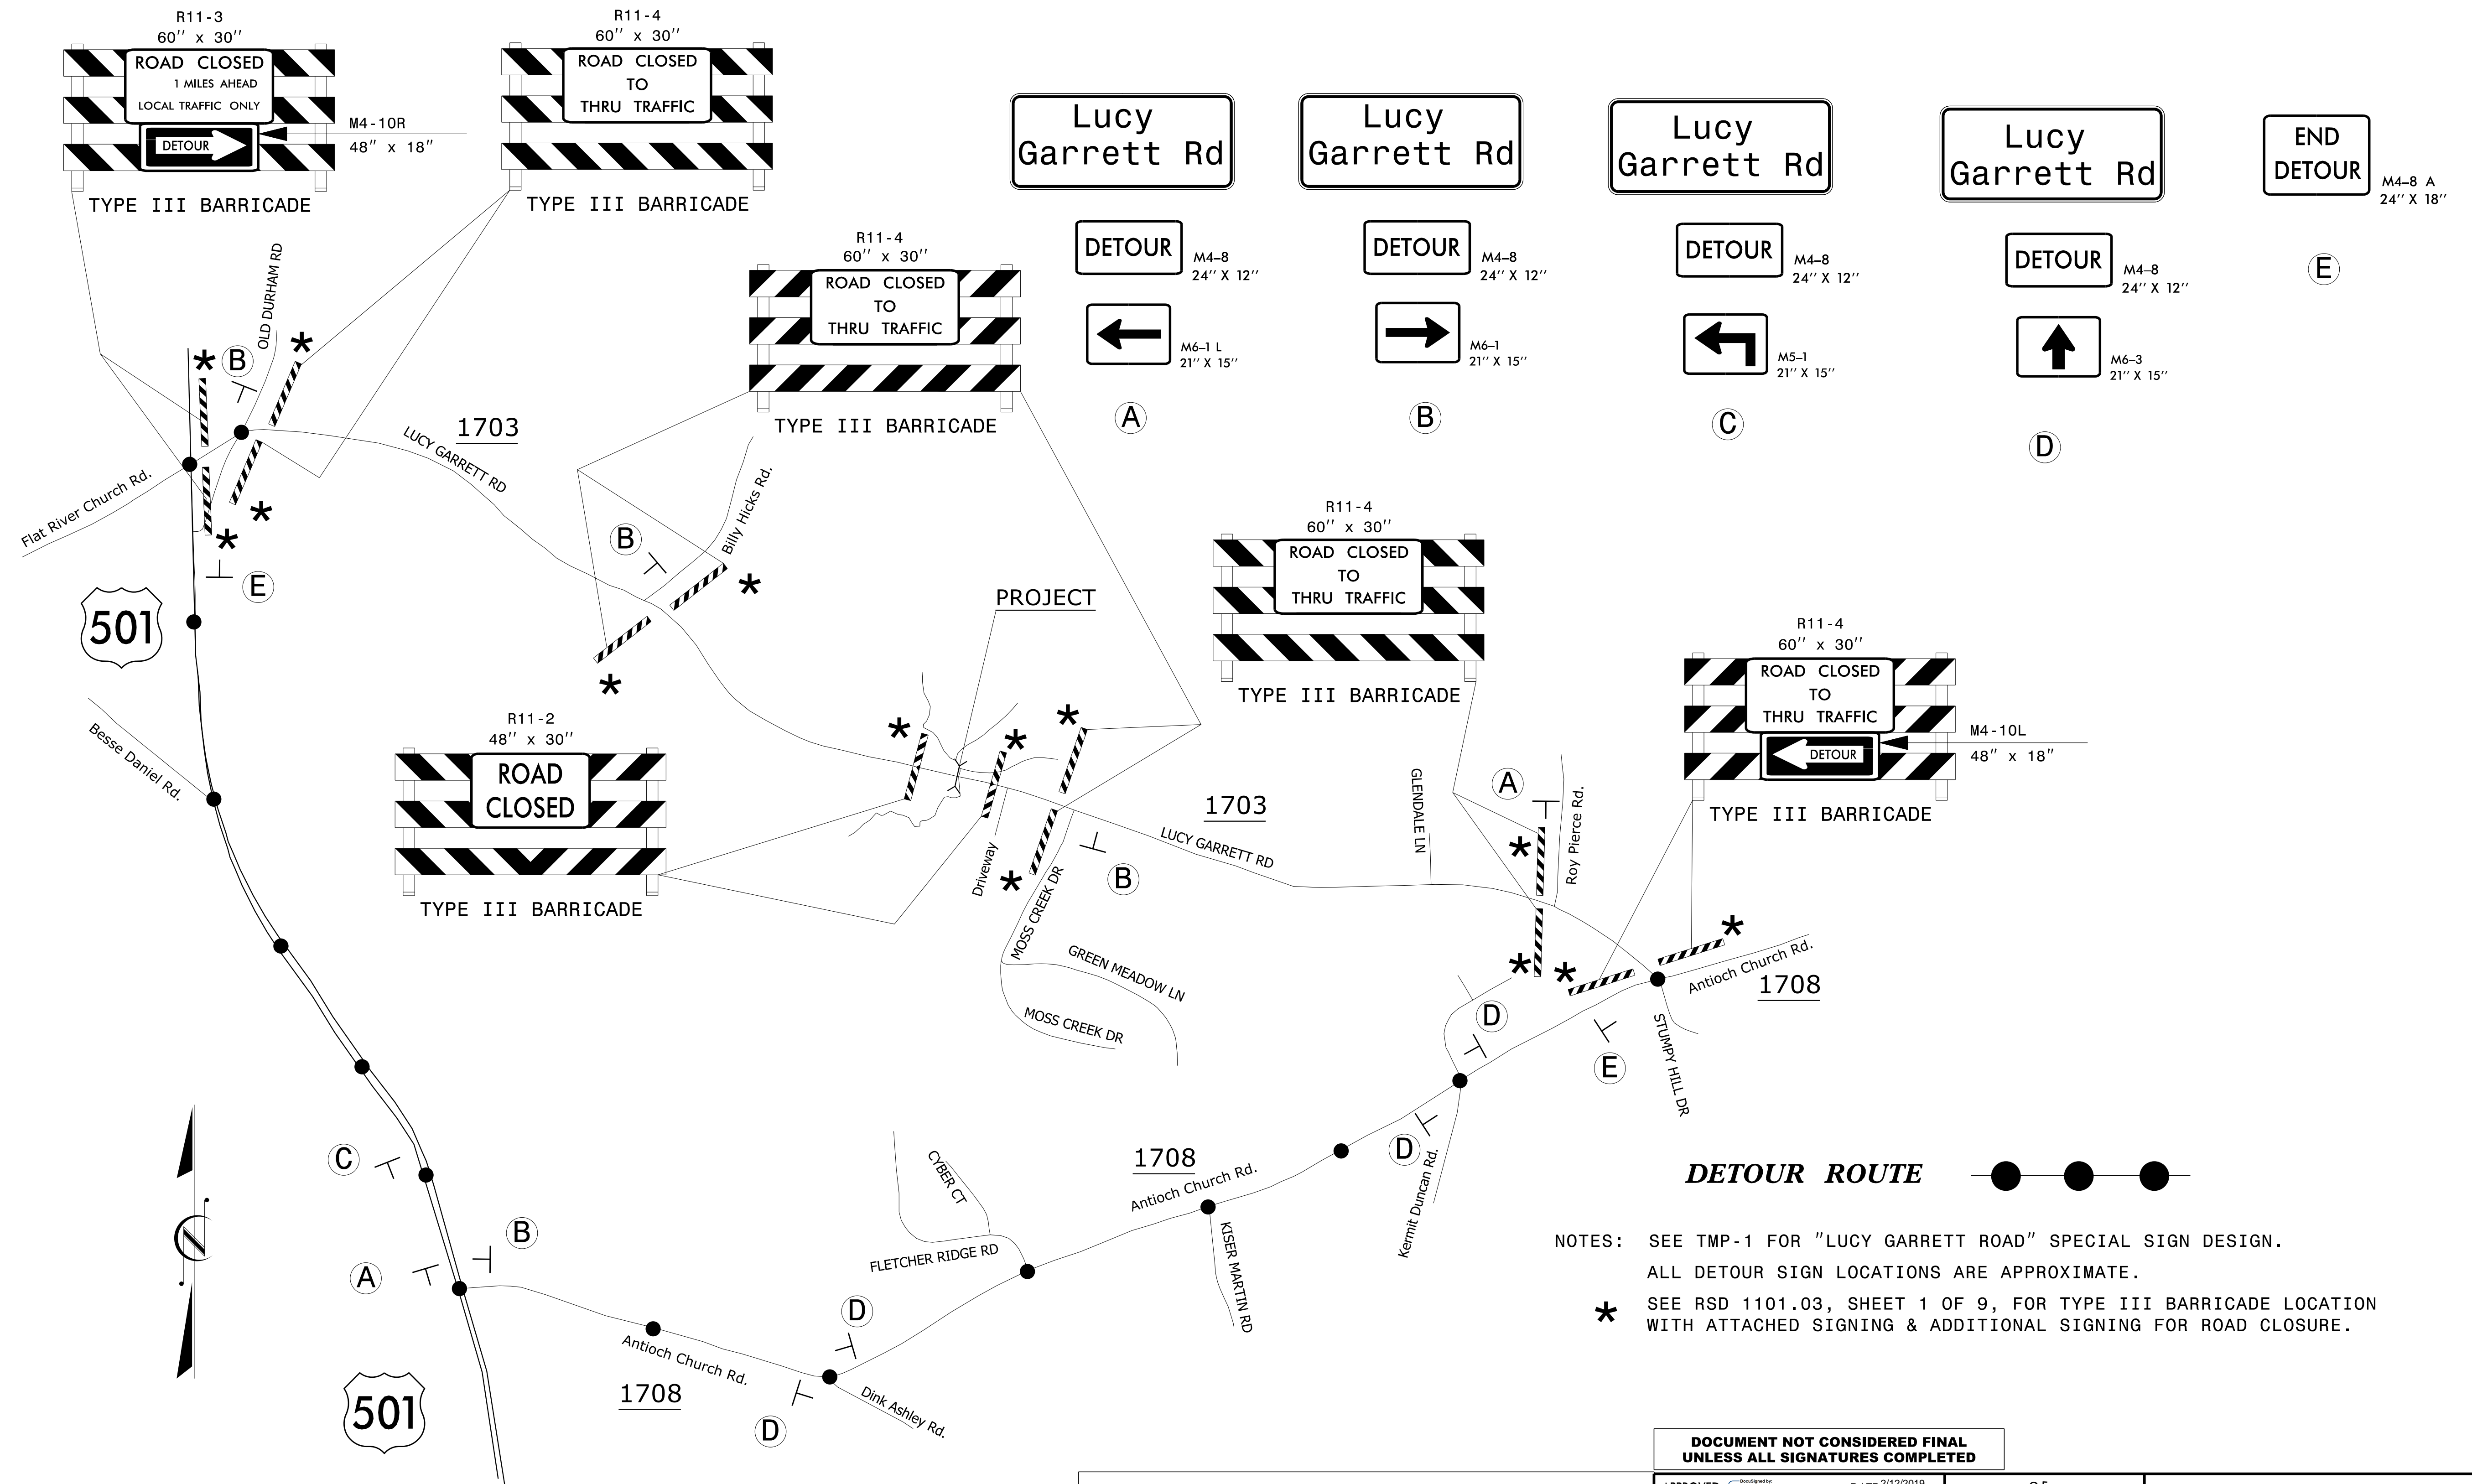 R11-3
60'' x 30''
ROAD CLOSED
1 MILES AHEAD
LOCAL TRAFFIC ONLY
DETOUR
M4-10R
48" x 18"
TYPE III BARRICADE
R11-4
60'' x 30''
ROAD CLOSED
TO
THRU TRAFFIC
TYPE III BARRICADE
R11-4
60'' x 30''
ROAD CLOSED
TO
THRU TRAFFIC
TYPE III BARRICADE
Lucy
Garrett Rd
DETOUR
M4-8
24'' X 12''
M6-1 L
21'' X 15''
A
Lucy
Garrett Rd
DETOUR
M4-8
24'' X 12''
M6-1
21'' X 15''
B
Lucy
Garrett Rd
DETOUR
M4-8
24'' X 12''
M5-1
21'' X 15''
C
Lucy
Garrett Rd
DETOUR
M4-8
24'' X 12''
M6-3
21'' X 15''
D
END
DETOUR
M4-8 A
24'' X 18''
E
OLD DURHAM RD
* B *
1703
LUCY GARRETT RD
Flat River Church Rd.
*
*
E
501
B
Billy Hicks Rd.
*
*
PROJECT
R11-4
60'' x 30''
ROAD CLOSED
TO
THRU TRAFFIC
TYPE III BARRICADE
R11-4
60'' x 30''
ROAD CLOSED
TO
THRU TRAFFIC
DETOUR
M4-10L
48" x 18"
TYPE III BARRICADE
Besse Daniel Rd.
R11-2
48'' x 30''
ROAD
CLOSED
TYPE III BARRICADE
* * *
Driveway
*
B
MOSS CREEK DR
1703
LUCY GARRETT RD
GLENDALE LN
A
*
Roy Pierce Rd.
GREEN MEADOW LN
MOSS CREEK DR
* * *
Antioch Church Rd.
1708
STUMPY HILL DR
D
E
C
B
A
CYBER CT
FLETCHER RIDGE RD
1708
Antioch Church Rd.
D
Kermit Duncan Rd.
KISER MARTIN RD
D
Antioch Church Rd.
1708
D
Dink Ashley Rd.
501
N
DETOUR ROUTE
NOTES: SEE TMP-1 FOR "LUCY GARRETT ROAD" SPECIAL SIGN DESIGN.
ALL DETOUR SIGN LOCATIONS ARE APPROXIMATE.
* SEE RSD 1101.03, SHEET 1 OF 9, FOR TYPE III BARRICADE LOCATION
WITH ATTACHED SIGNING & ADDITIONAL SIGNING FOR ROAD CLOSURE.
DOCUMENT NOT CONSIDERED FINAL
UNLESS ALL SIGNATURES COMPLETED
DocuSigned by:
2/12/2019